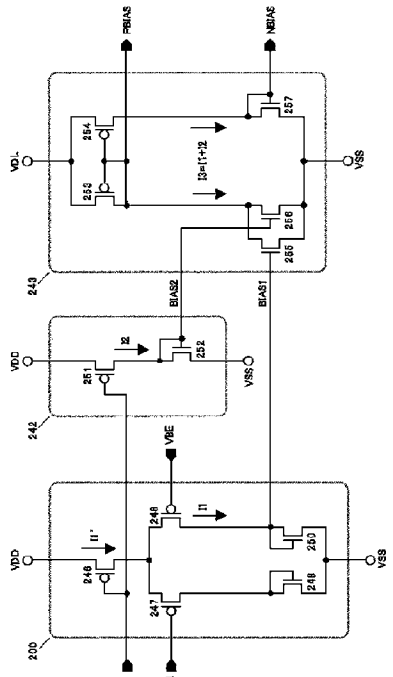 PBIAS
NBIAS
VDD
254
253
I3=I1+I2
257
256
255
VSS
243
BIAS2
BIAS1
VDD
251
I2
252
VSS
242
VDD
246
I1'
VBE
248
247
I1
250
VSS
200